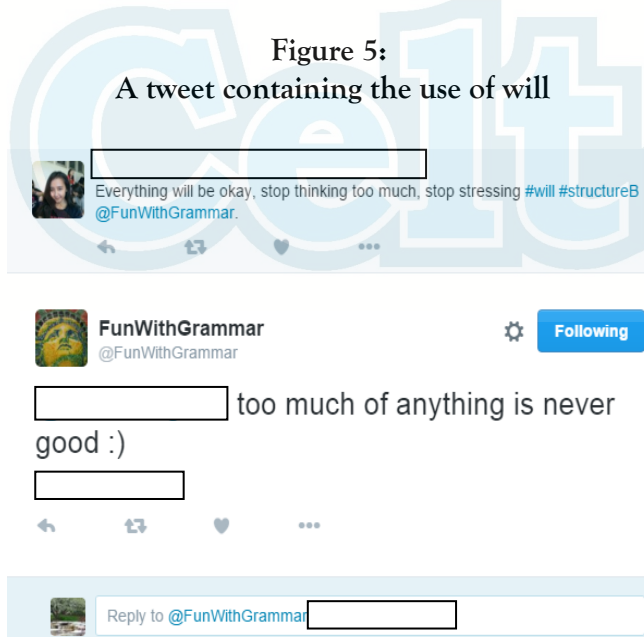 Celt
Figure 5:
A tweet containing the use of will
Everything will be okay, stop thinking too much, stop stressing #will #structureB
@FunWithGrammar.
FunWithGrammar
@FunWithGrammar
Following
too much of anything is never
good :)
Reply to @FunWithGrammar